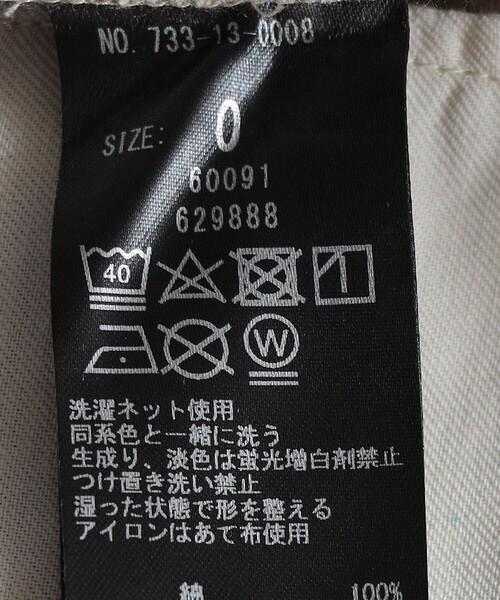 NO. 733-13-0008
SIZE: 0
60091
629888
40
W
洗濯ネット使用
同系色と一緒に洗う
生成り、淡色は蛍光増白剤禁止
つけ置き洗い禁止
湿った状態で形を整える
アイロンはあて布使用
綿 100%